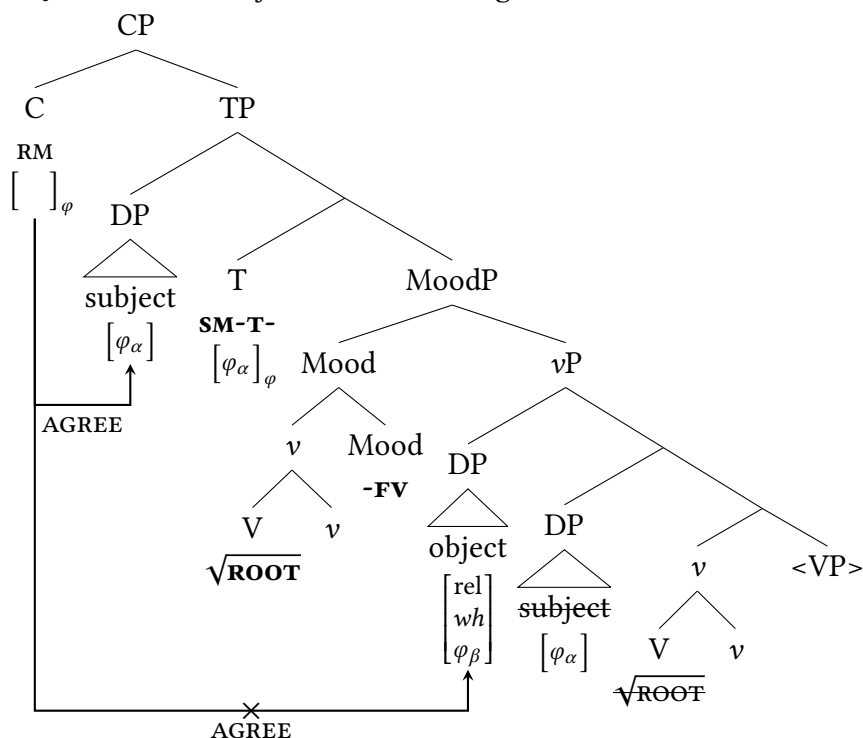 CP
C TP
RM
[ ]φ
DP
T MoodP
subject
SM-T-
[φα]
[φα]φ
Mood vP
AGREE
v Mood DP
-FV
V v object DP
√ROOT v <VP>
[rel
wh subject
φβ] [φα] V v
√ROOT
AGREE